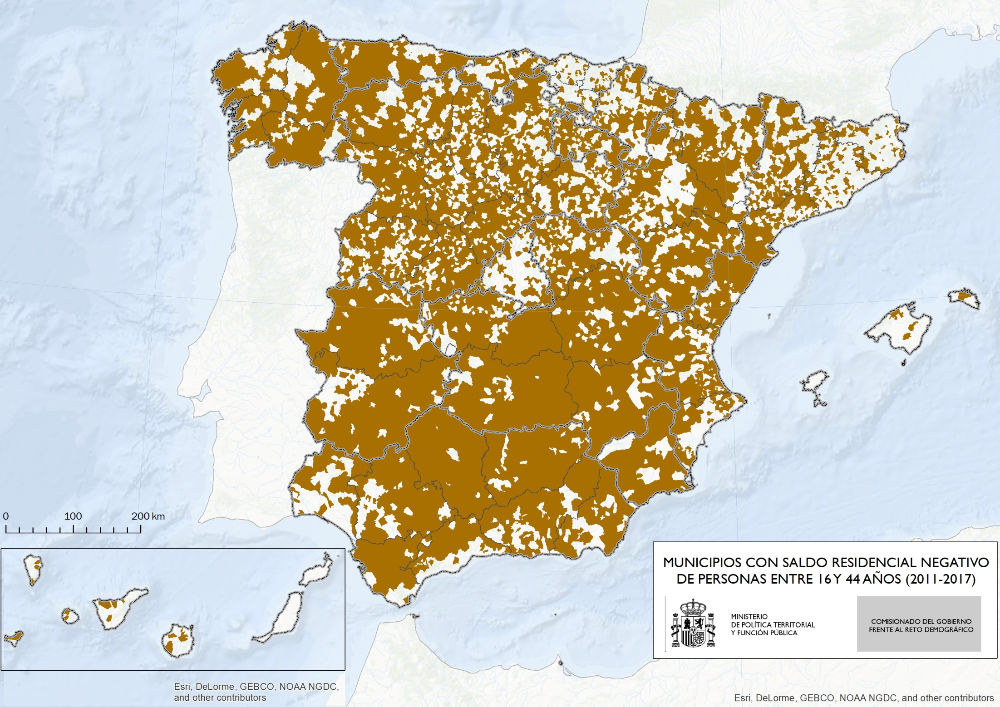 0 100 200 km
MUNICIPIOS CON SALDO RESIDENCIAL NEGATIVO
DE PERSONAS ENTRE 16 Y 44 AÑOS (2011-2017)
MINISTERIO
DE POLÍTICA TERRITORIAL
Y FUNCIÓN PÚBLICA
COMISIONADO DEL GOBIERNO
FRENTE AL RETO DEMOGRÁFICO
Esri, DeLorme, GEBCO, NOAA NGDC,
and other contributors
Esri, DeLorme, GEBCO, NOAA NGDC, and other contributors